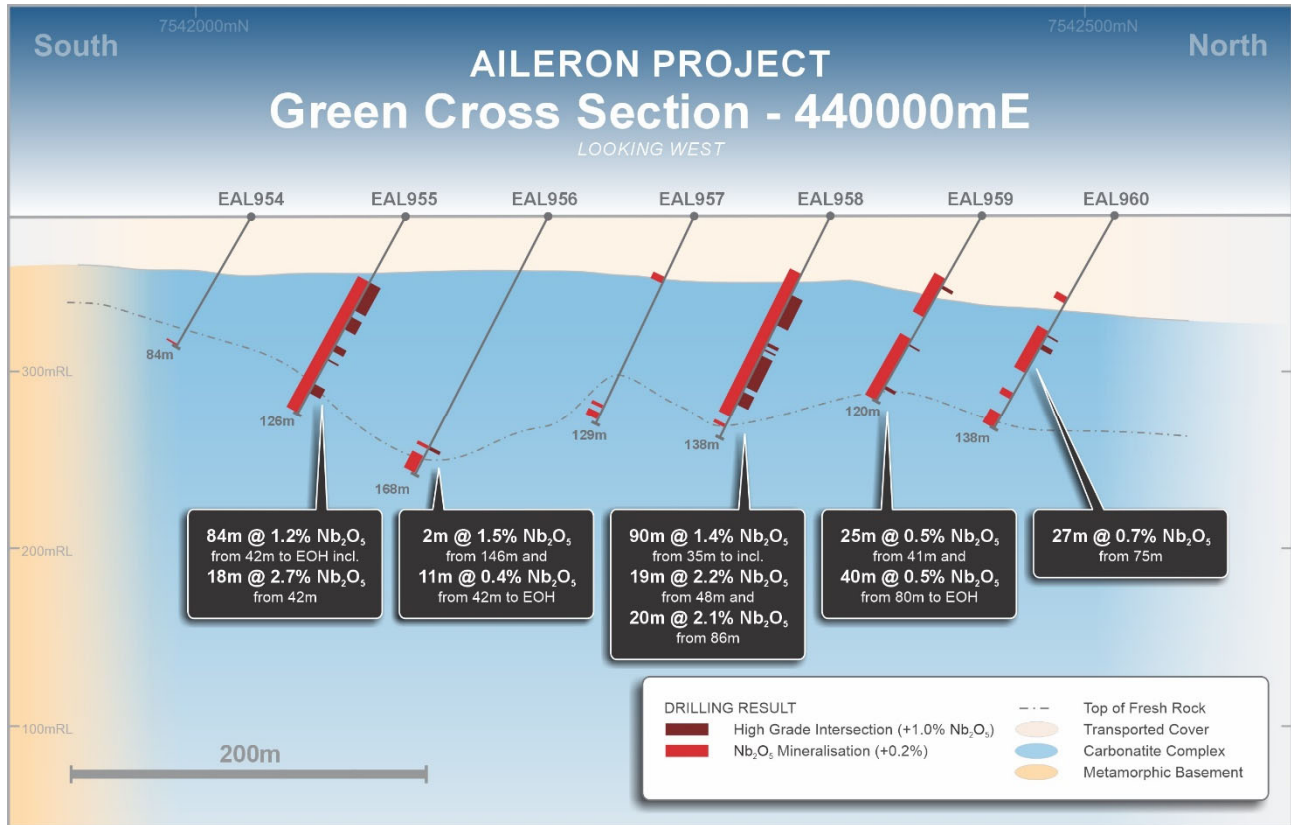 7542000mN
7542500mN
South
North
AILERON PROJECT
Green Cross Section - 440000mE
LOOKING WEST
EAL954
EAL955
EAL956
EAL957
EAL958
EAL959
EAL960
84m
126m
168m
129m
138m
120m
138m
300mRL
200mRL
100mRL
84m @ 1.2% Nb₂O₅
from 42m to EOH incl.
18m @ 2.7% Nb₂O₅
from 42m
2m @ 1.5% Nb₂O₅
from 146m and
11m @ 0.4% Nb₂O₅
from 42m to EOH
90m @ 1.4% Nb₂O₅
from 35m to incl.
19m @ 2.2% Nb₂O₅
from 48m and
20m @ 2.1% Nb₂O₅
from 86m
25m @ 0.5% Nb₂O₅
from 41m and
40m @ 0.5% Nb₂O₅
from 80m to EOH
27m @ 0.7% Nb₂O₅
from 75m
200m
DRILLING RESULT
High Grade Intersection (+1.0% Nb₂O₅)
Nb₂O₅ Mineralisation (+0.2%)
Top of Fresh Rock
Transported Cover
Carbonatite Complex
Metamorphic Basement